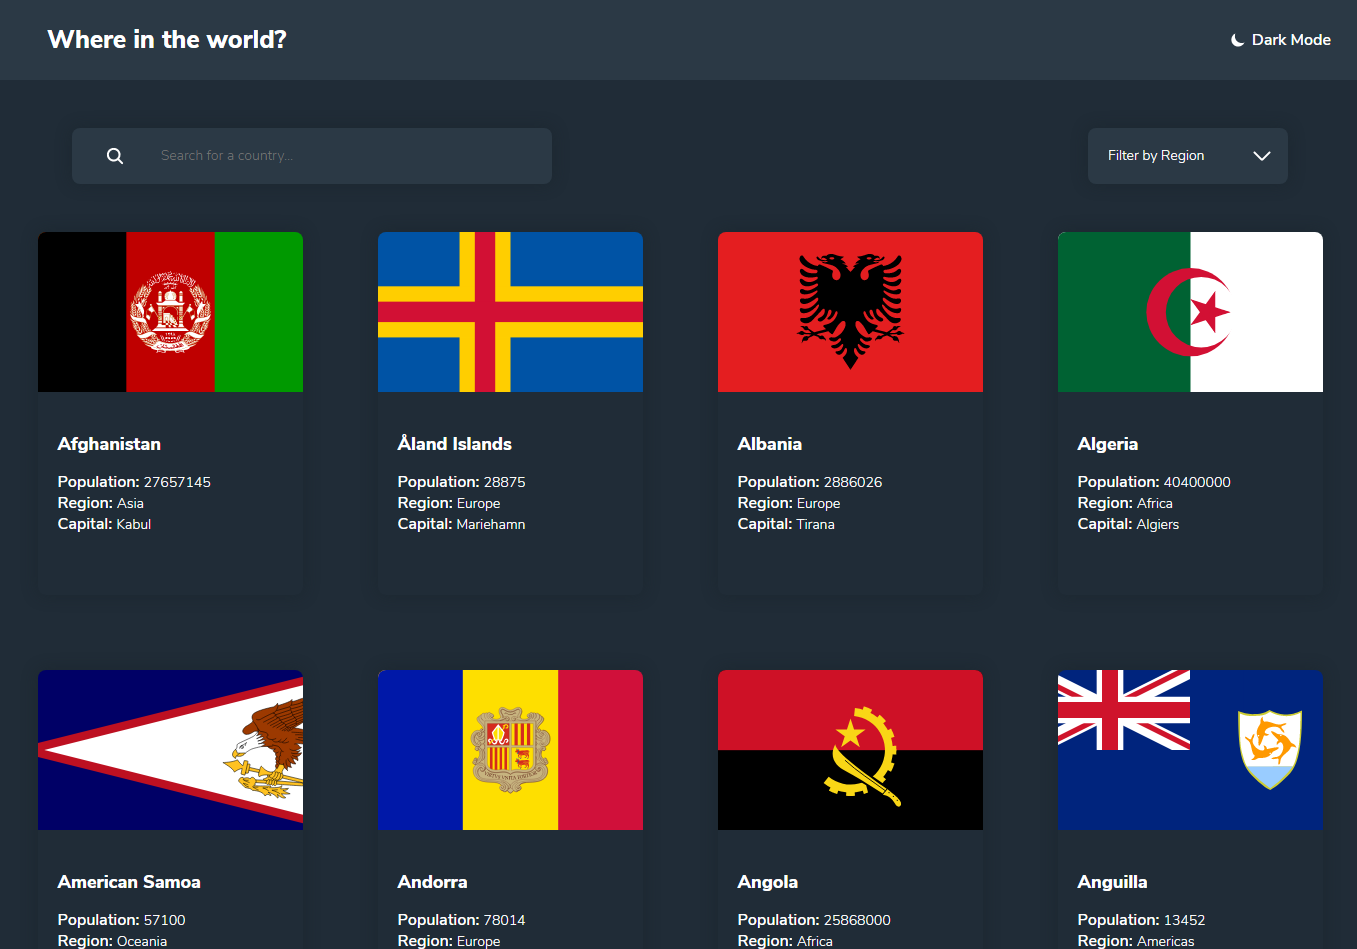 Where in the world?
Dark Mode
Search for a country...
Filter by Region
Afghanistan
Population: 27657145
Region: Asia
Capital: Kabul
Åland Islands
Population: 28875
Region: Europe
Capital: Mariehamn
Albania
Population: 2886026
Region: Europe
Capital: Tirana
Algeria
Population: 40400000
Region: Africa
Capital: Algiers
American Samoa
Population: 57100
Region: Oceania
Andorra
Population: 78014
Region: Europe
Angola
Population: 25868000
Region: Africa
Anguilla
Population: 13452
Region: Americas